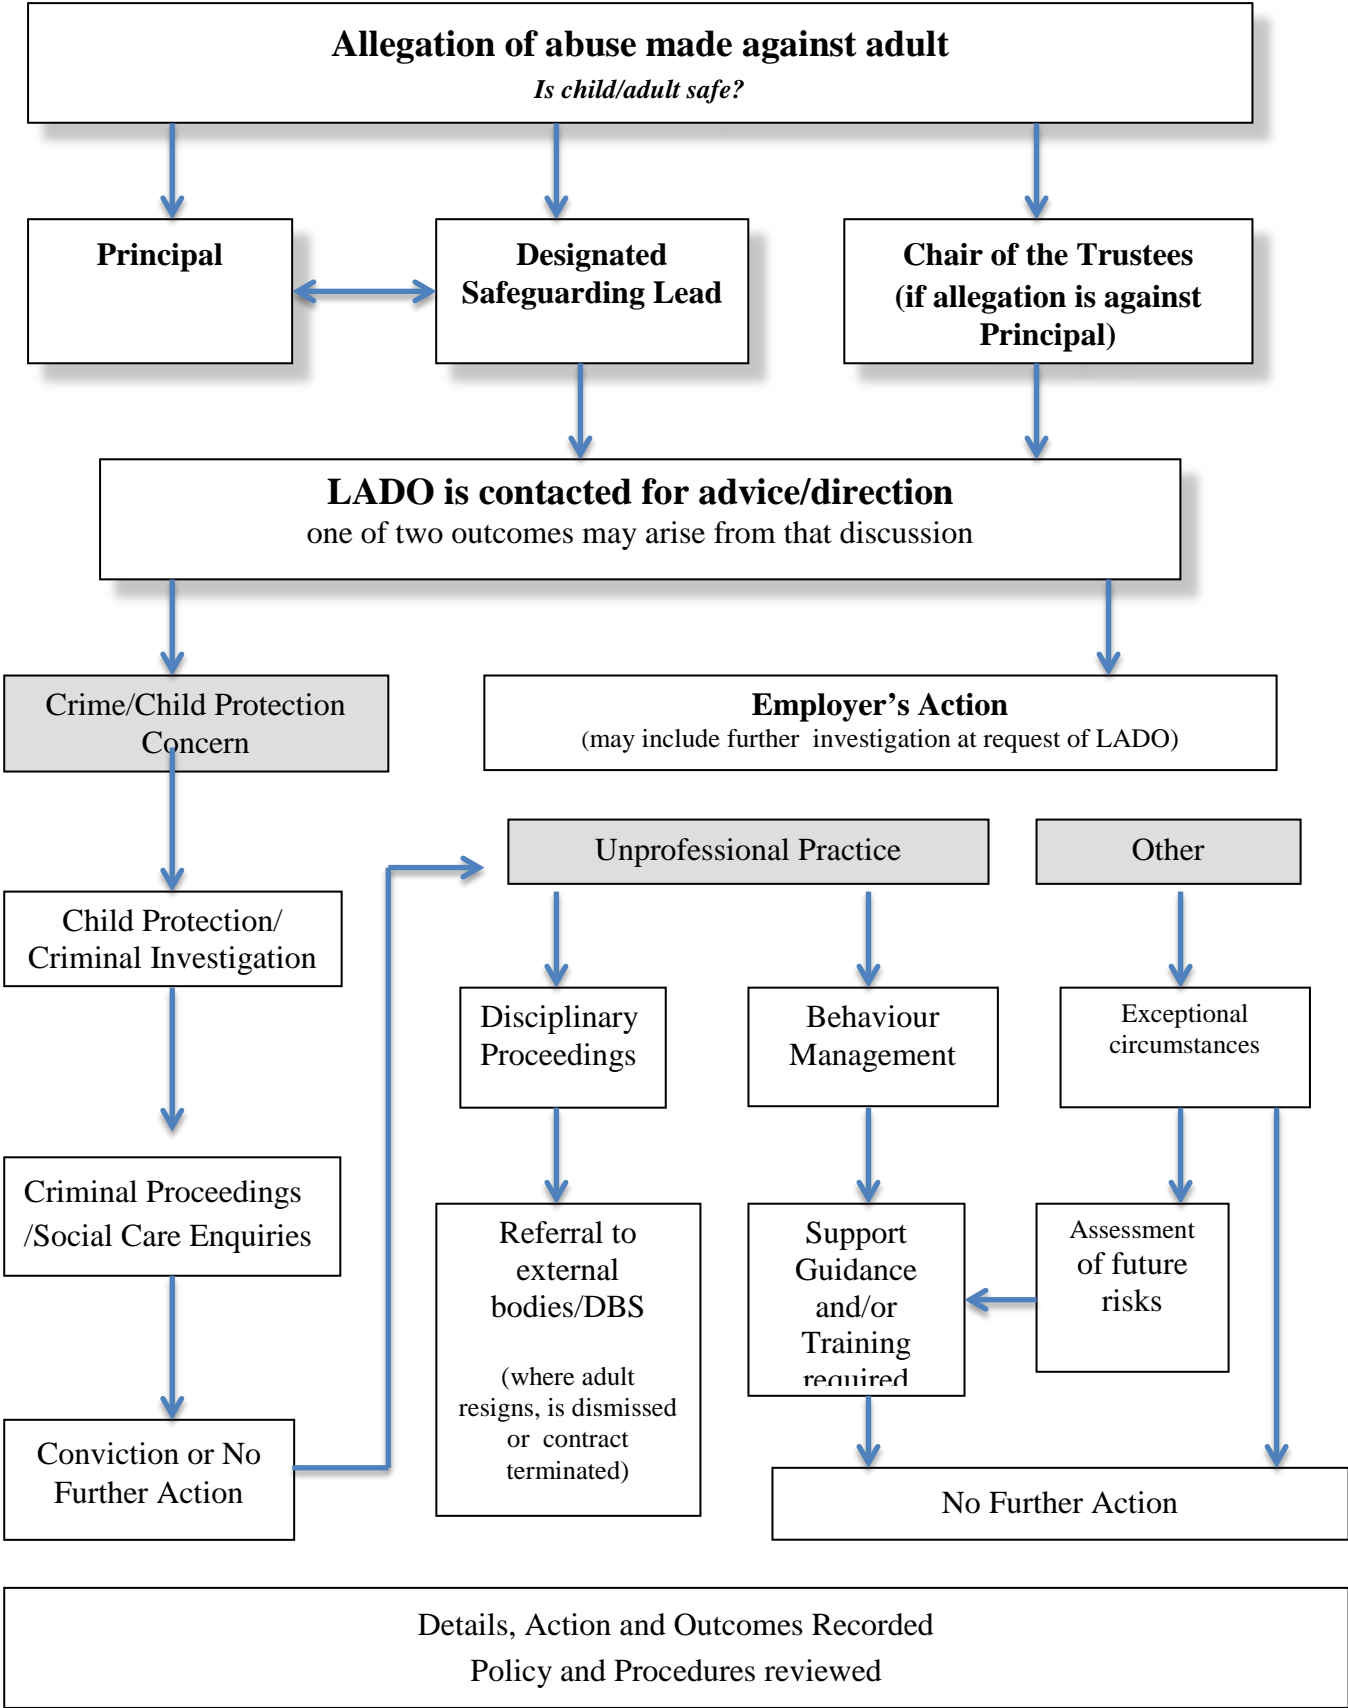 Allegation of abuse made against adult
Is child/adult safe?
Principal
Designated
Safeguarding Lead
Chair of the Trustees
(if allegation is against
Principal)
LADO is contacted for advice/direction
one of two outcomes may arise from that discussion
Crime/Child Protection
Concern
Employer’s Action
(may include further investigation at request of LADO)
Unprofessional Practice
Other
Child Protection/
Criminal Investigation
Disciplinary
Proceedings
Behaviour
Management
Exceptional
circumstances
Criminal Proceedings
/Social Care Enquiries
Referral to
external
bodies/DBS
(where adult
resigns, is dismissed
or contract
terminated)
Support
Guidance
and/or
Training
required
Assessment
of future
risks
Conviction or No
Further Action
No Further Action
Details, Action and Outcomes Recorded
Policy and Procedures reviewed